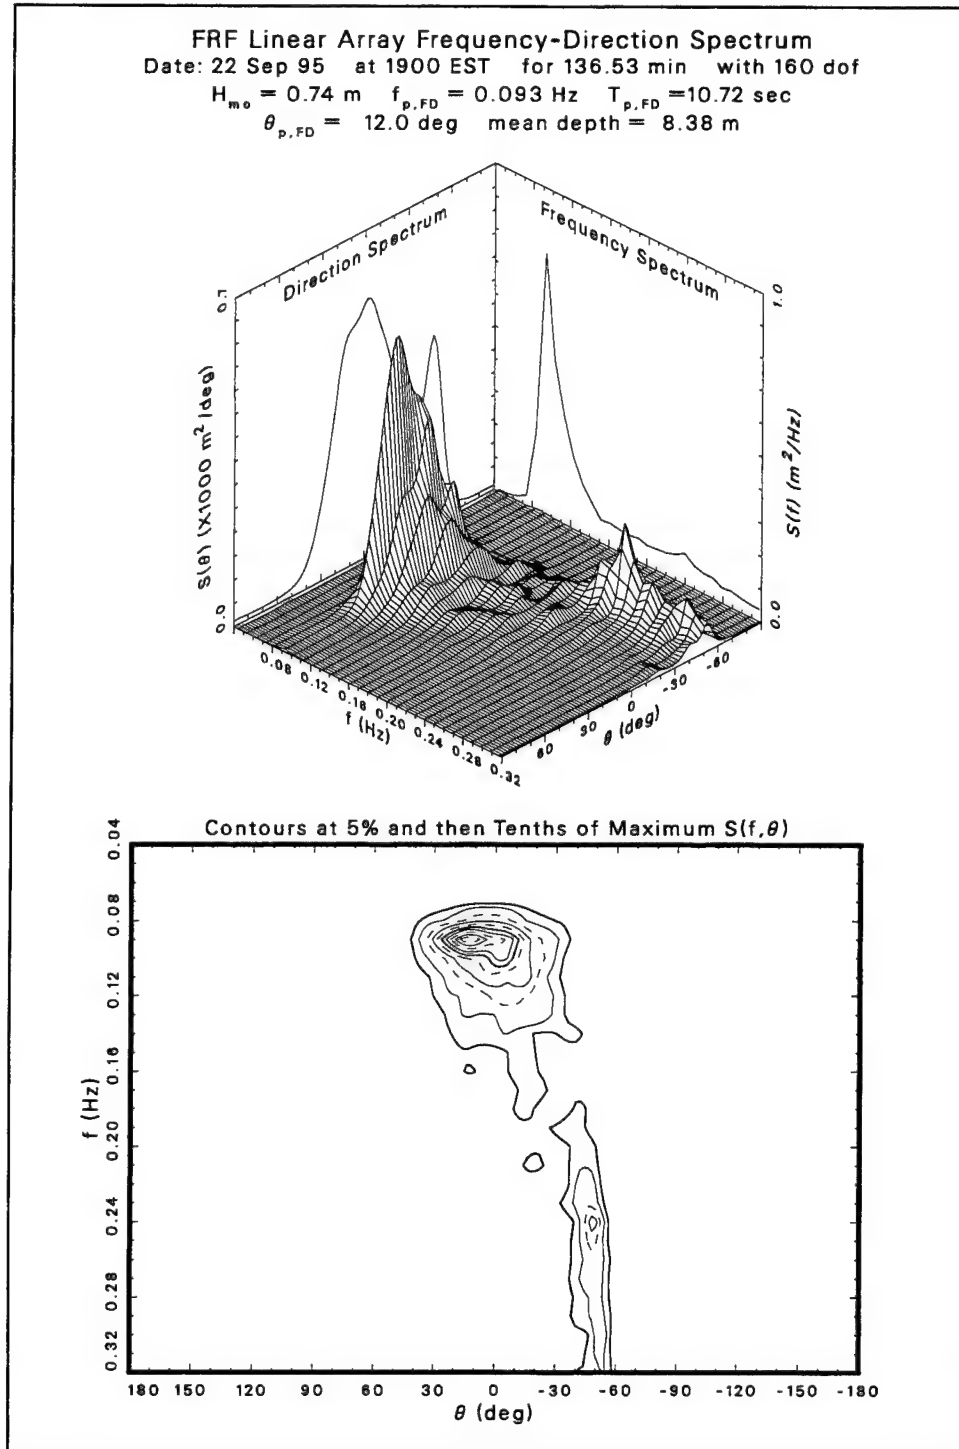 FRF Linear Array Frequency-Direction Spectrum
Date: 22 Sep 95 at 1900 EST for 136.53 min with 160 dof
Hmo = 0.74 m fp,FD = 0.093 Hz Tp,FD =10.72 sec
θp,FD = 12.0 deg mean depth = 8.38 m
Direction Spectrum
Frequency Spectrum
0.7
1.0
S(θ) (X1000 m²/deg)
S(f) (m²/Hz)
0.0
0.0
0.08 0.12 0.16 0.20 0.24 0.28 0.32
f (Hz)
60 30 0 -30 -60
θ (deg)
Contours at 5% and then Tenths of Maximum S(f,θ)
0.04
0.08
0.12
0.16
0.20
0.24
0.28
0.32
f (Hz)
180 150 120 90 60 30 0 -30 -60 -90 -120 -150 -180
θ (deg)